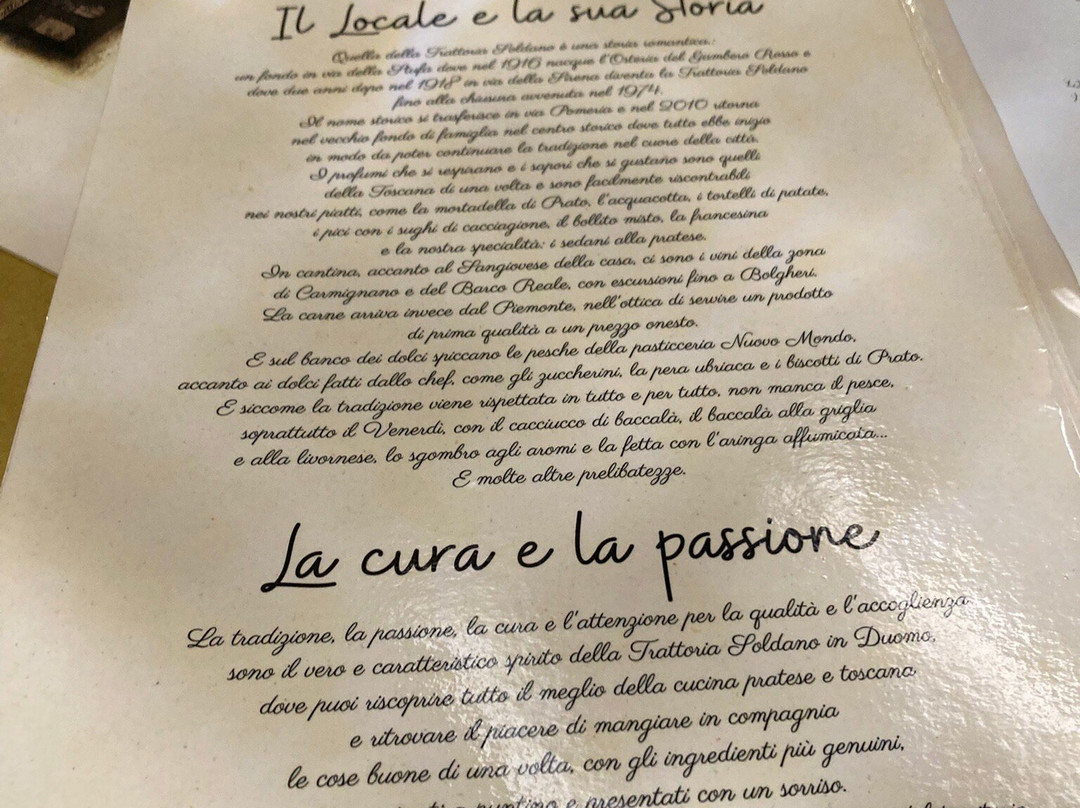 Il Locale e la sua Storia
Quella della Trattoria Soldano è una storia romantica:
un fondo in via della Stufa dove nel 1916 nacque l'Osteria del Gambero Rosso e
dove due anni dopo nel 1918 in via della Sirena diventa la Trattoria Soldano
fino alla chiusura avvenuta nel 1974.
Il nome storico si trasferisce in via Pomeria e nel 2010 ritorna
nel vecchio fondo di famiglia nel centro storico dove tutto ebbe inizio
in modo da poter continuare la tradizione nel cuore della città.
I profumi che si respirano e i sapori che si gustano sono quelli
della Toscana di una volta e sono facilmente riscontrabili
nei nostri piatti, come la mortadella di Prato, l'acquacotta, i tortelli di patate,
i pici con i sughi di cacciagione, il bollito misto, la francesina
e la nostra specialità: i sedani alla pratese.
In cantina, accanto al Sangiovese della casa, ci sono i vini della zona
di Carmignano e del Barco Reale, con escursioni fino a Bolgheri.
La carne arriva invece dal Piemonte, nell'ottica di servire un prodotto
di prima qualità a un prezzo onesto.
E sul banco dei dolci spiccano le pesche della pasticceria Nuovo Mondo,
accanto ai dolci fatti dallo chef, come gli zuccherini, la pera ubriaca e i biscotti di Prato.
E siccome la tradizione viene rispettata in tutto e per tutto, non manca il pesce,
soprattutto il Venerdì, con il cacciucco di baccalà, il baccalà alla griglia
e alla livornese, lo sgombro agli aromi e la fetta con l'aringa affumicata...
E molte altre prelibatezze.
La cura e la passione
La tradizione, la passione, la cura e l'attenzione per la qualità e l'accoglienza
sono il vero e caratteristico spirito della Trattoria Soldano in Duomo,
dove puoi riscoprire tutto il meglio della cucina pratese e toscana
e ritrovare il piacere di mangiare in compagnia
le cose buone di una volta, con gli ingredienti più genuini,
puntino e presentati con un sorriso.